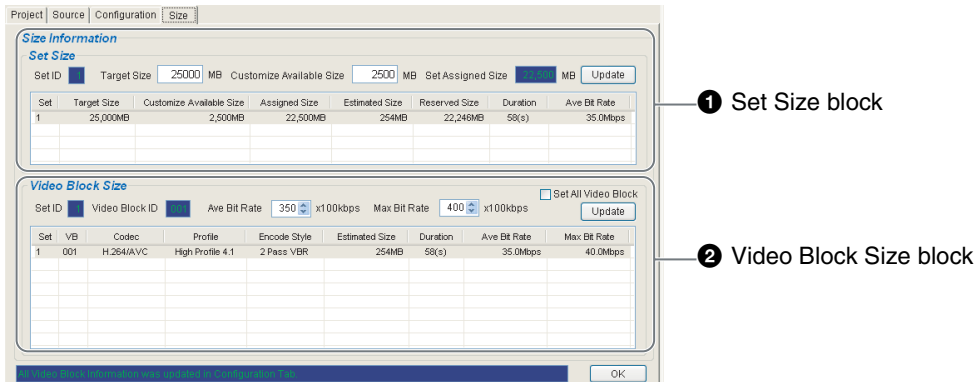 Project Source Configuration Size
Size Information
Set Size
Set ID 1 Target Size 25000 MB Customize Available Size 2500 MB Set Assigned Size 22,500 MB Update
Set Target Size Customize Available Size Assigned Size Estimated Size Reserved Size Duration Ave Bit Rate
1 25,000MB 2,500MB 22,500MB 254MB 22,246MB 58(s) 35.0Mbps
1 Set Size block
Video Block Size
Set All Video Block
Set ID 1 Video Block ID 001 Ave Bit Rate 350 x100kbps Max Bit Rate 400 x100kbps Update
Set VB Codec Profile Encode Style Estimated Size Duration Ave Bit Rate Max Bit Rate
1 001 H.264/AVC High Profile 4.1 2 Pass VBR 254MB 58(s) 35.0Mbps 40.0Mbps
2 Video Block Size block
All Video Block Information was updated in Configuration Tab. OK